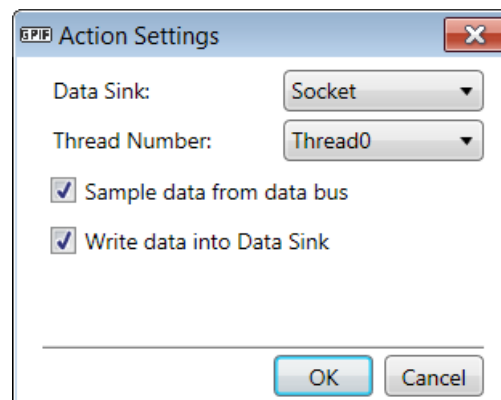 GPIF Action Settings
Data Sink: Socket
Thread Number: Thread0
Sample data from data bus
Write data into Data Sink
OK Cancel